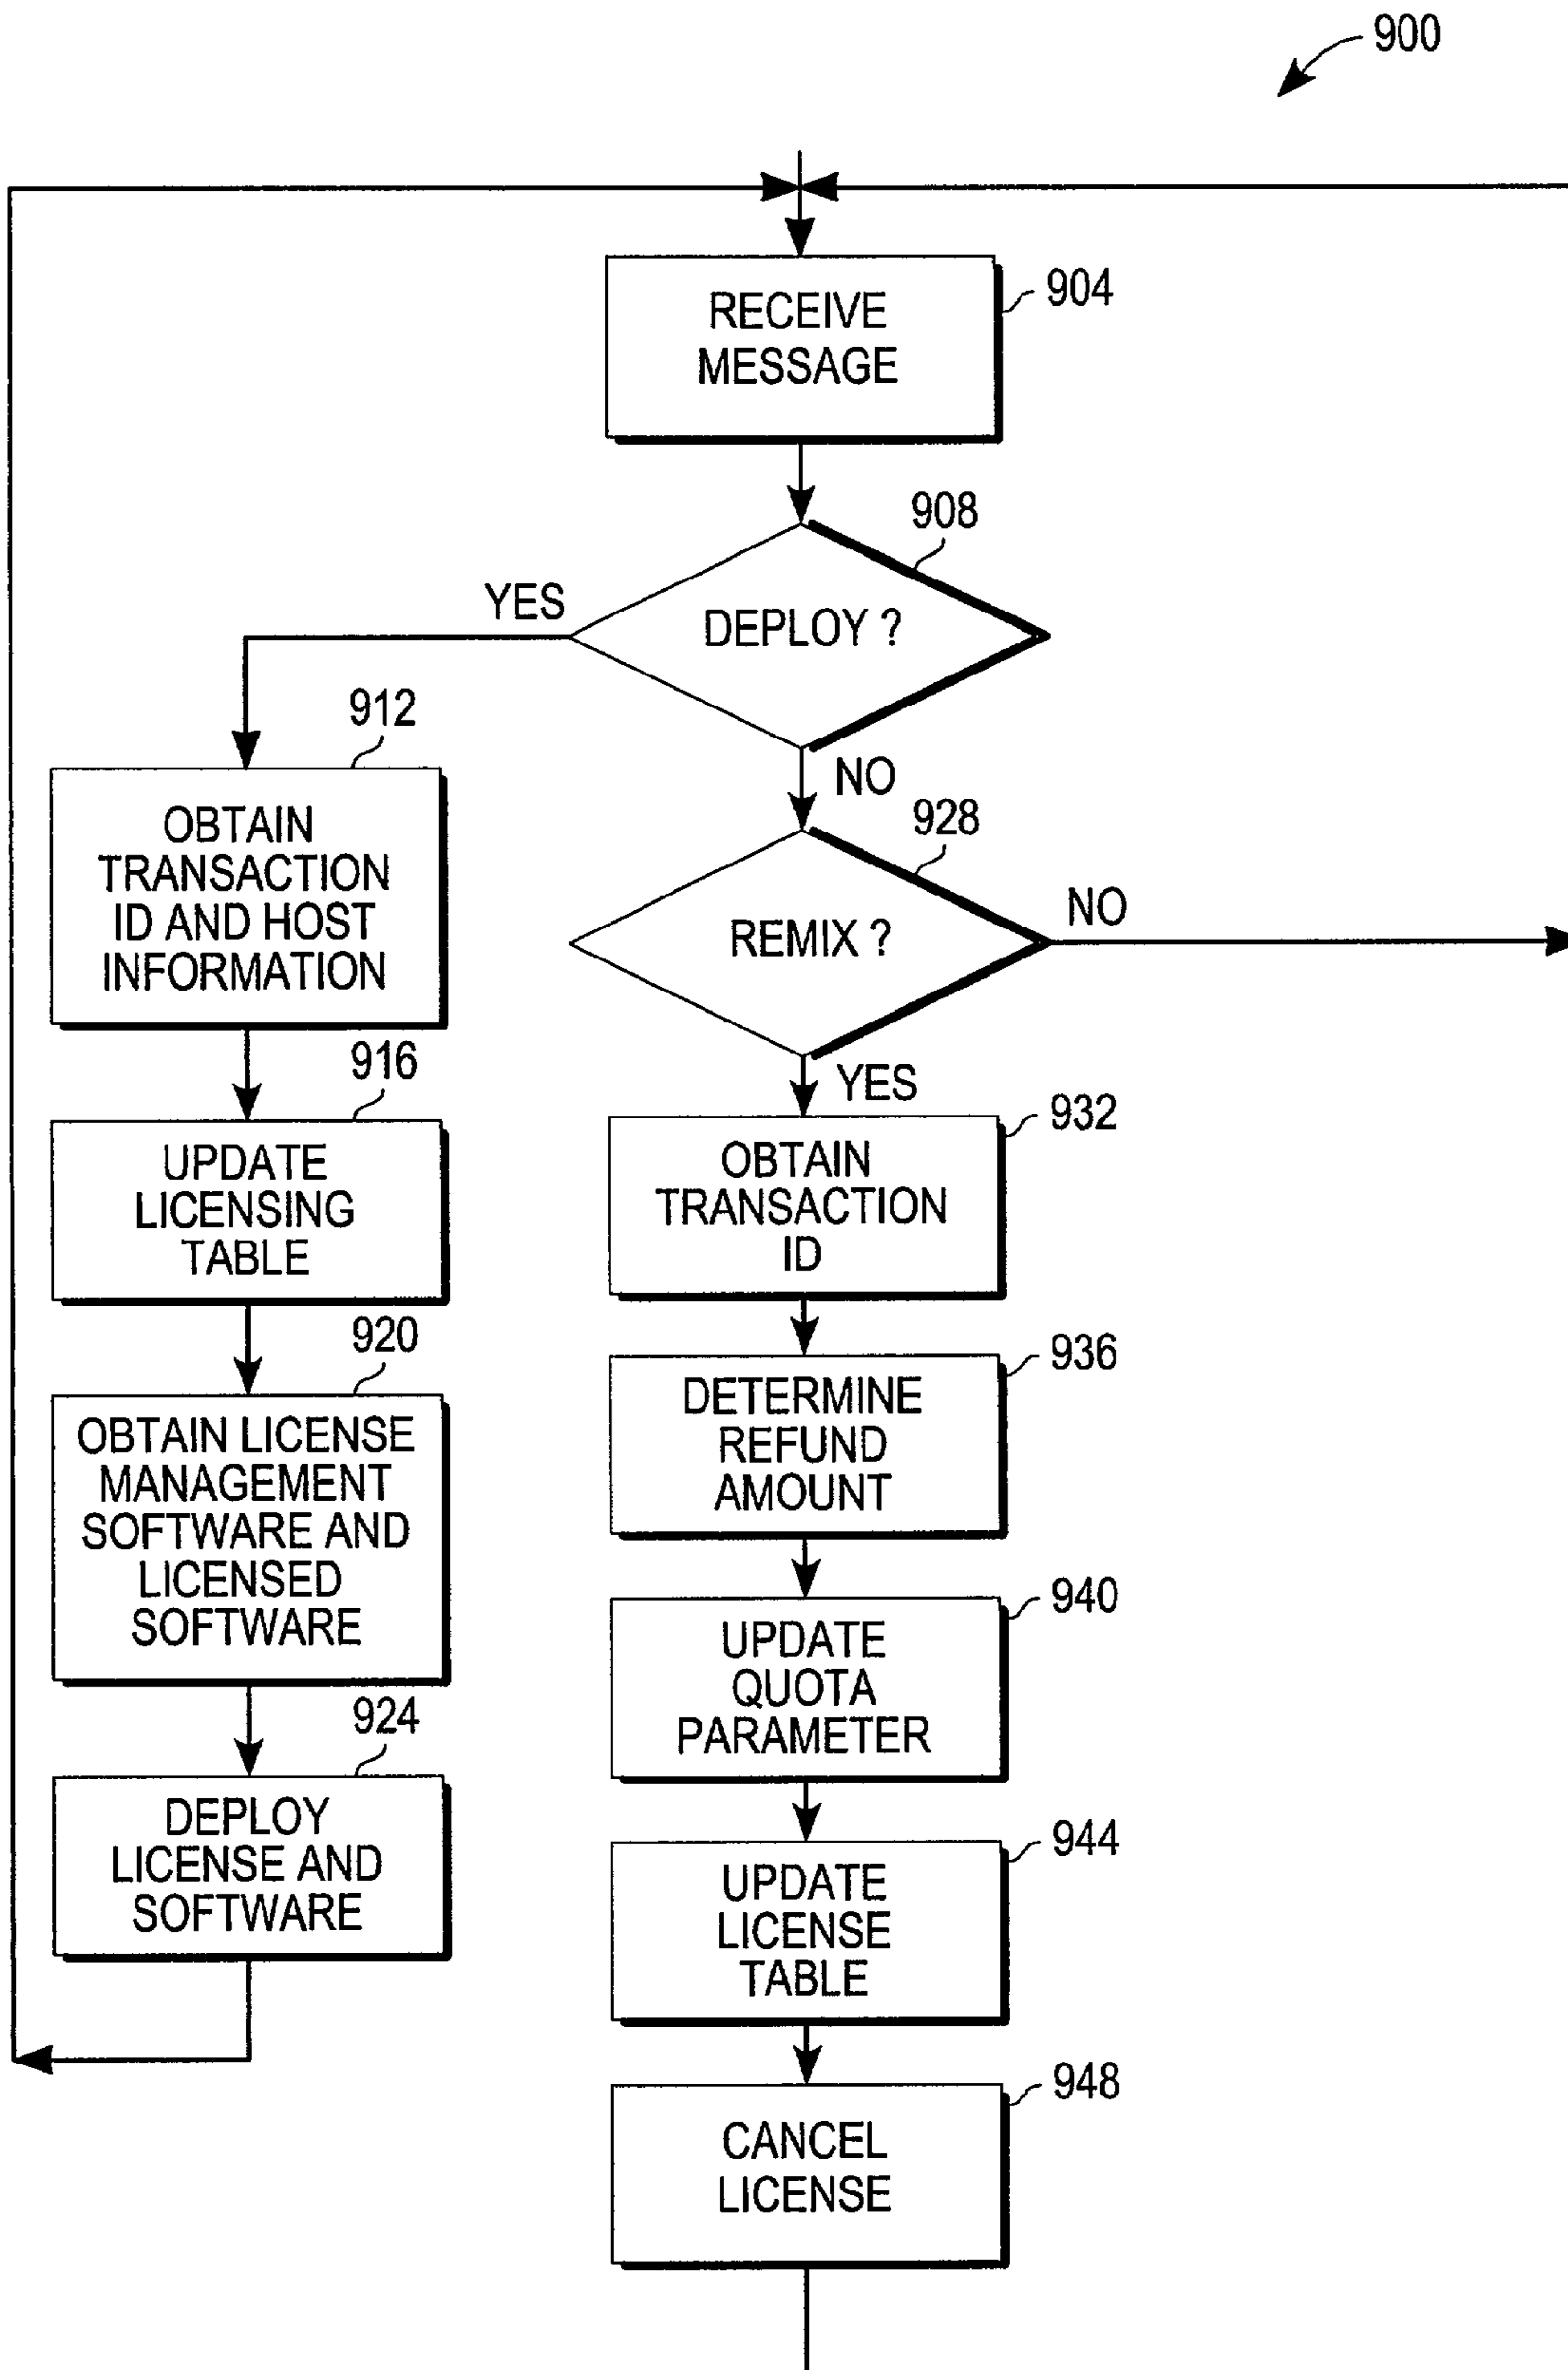 900
RECEIVE
MESSAGE
904
908
DEPLOY ?
YES
NO
912
OBTAIN
TRANSACTION
ID AND HOST
INFORMATION
916
UPDATE
LICENSING
TABLE
920
OBTAIN LICENSE
MANAGEMENT
SOFTWARE AND
LICENSED
SOFTWARE
924
DEPLOY
LICENSE AND
SOFTWARE
928
REMIX ?
NO
YES
932
OBTAIN
TRANSACTION
ID
936
DETERMINE
REFUND
AMOUNT
940
UPDATE
QUOTA
PARAMETER
944
UPDATE
LICENSE
TABLE
948
CANCEL
LICENSE